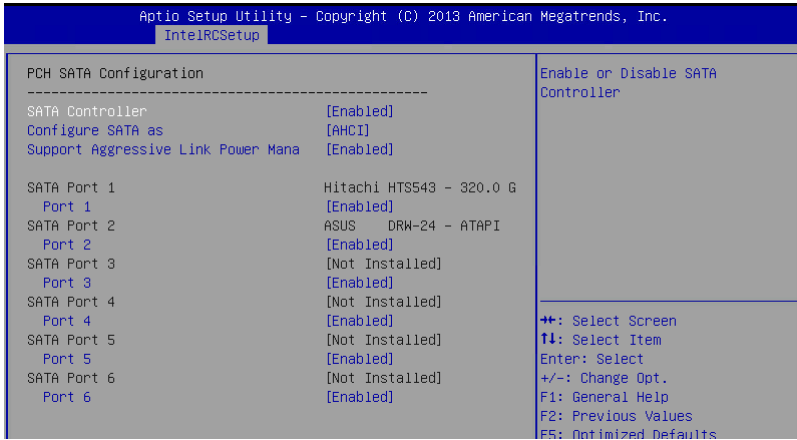 Aptio Setup Utility – Copyright (C) 2013 American Megatrends, Inc.
IntelRCSetup
PCH SATA Configuration
--------------------------------------------------
SATA Controller [Enabled]
Configure SATA as [AHCI]
Support Aggressive Link Power Mana [Enabled]
SATA Port 1 Hitachi HTS543 - 320.0 G
Port 1 [Enabled]
SATA Port 2 ASUS DRW-24 - ATAPI
Port 2 [Enabled]
SATA Port 3 [Not Installed]
Port 3 [Enabled]
SATA Port 4 [Not Installed]
Port 4 [Enabled]
SATA Port 5 [Not Installed]
Port 5 [Enabled]
SATA Port 6 [Not Installed]
Port 6 [Enabled]
Enable or Disable SATA
Controller
→←: Select Screen
↑↓: Select Item
Enter: Select
+/-: Change Opt.
F1: General Help
F2: Previous Values
F5: Optimized Defaults